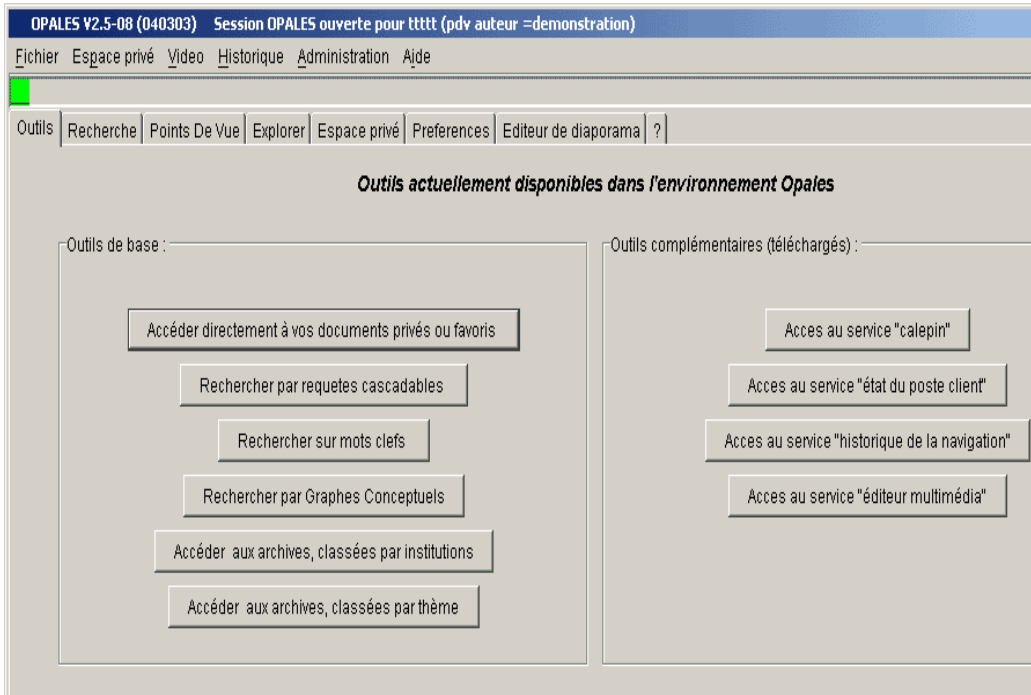 OPALES V2.5-08 (040303) Session OPALES ouverte pour ttttt (pdv auteur =demonstration)
Fichier Espace privé Video Historique Administration Aide
Outils Recherche Points De Vue Explorer Espace privé Preferences Editeur de diaporama ?
Outils actuellement disponibles dans l'environnement Opales
Outils de base :
Accéder directement à vos documents privés ou favoris
Rechercher par requetes cascadables
Rechercher sur mots clefs
Rechercher par Graphes Conceptuels
Accéder aux archives, classées par institutions
Accéder aux archives, classées par thème
Outils complémentaires (téléchargés) :
Acces au service "calepin"
Acces au service "état du poste client"
Acces au service "historique de la navigation"
Acces au service "éditeur multimédia"